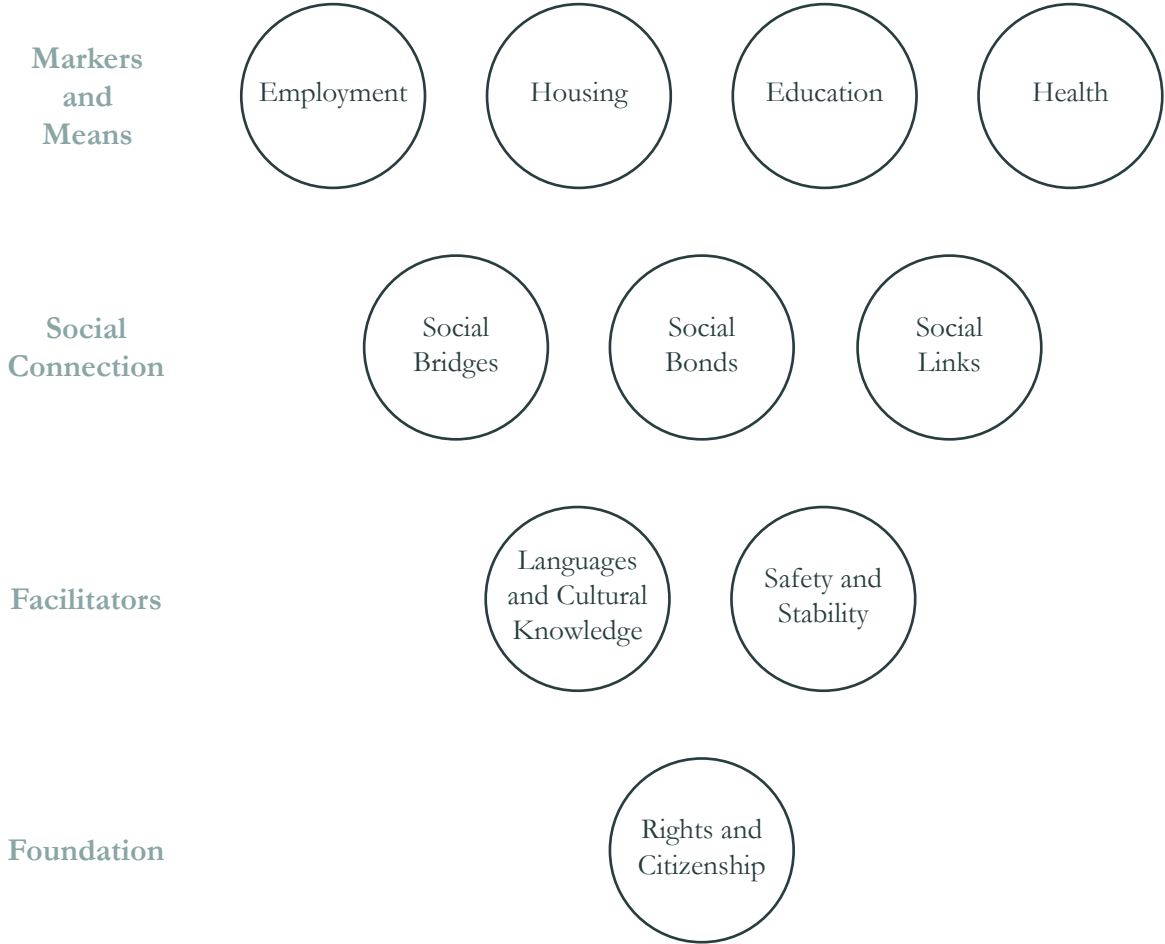 Markers
and
Means
Employment
Housing
Education
Health
Social
Connection
Social
Bridges
Social
Bonds
Social
Links
Facilitators
Languages
and Cultural
Knowledge
Safety and
Stability
Foundation
Rights and
Citizenship